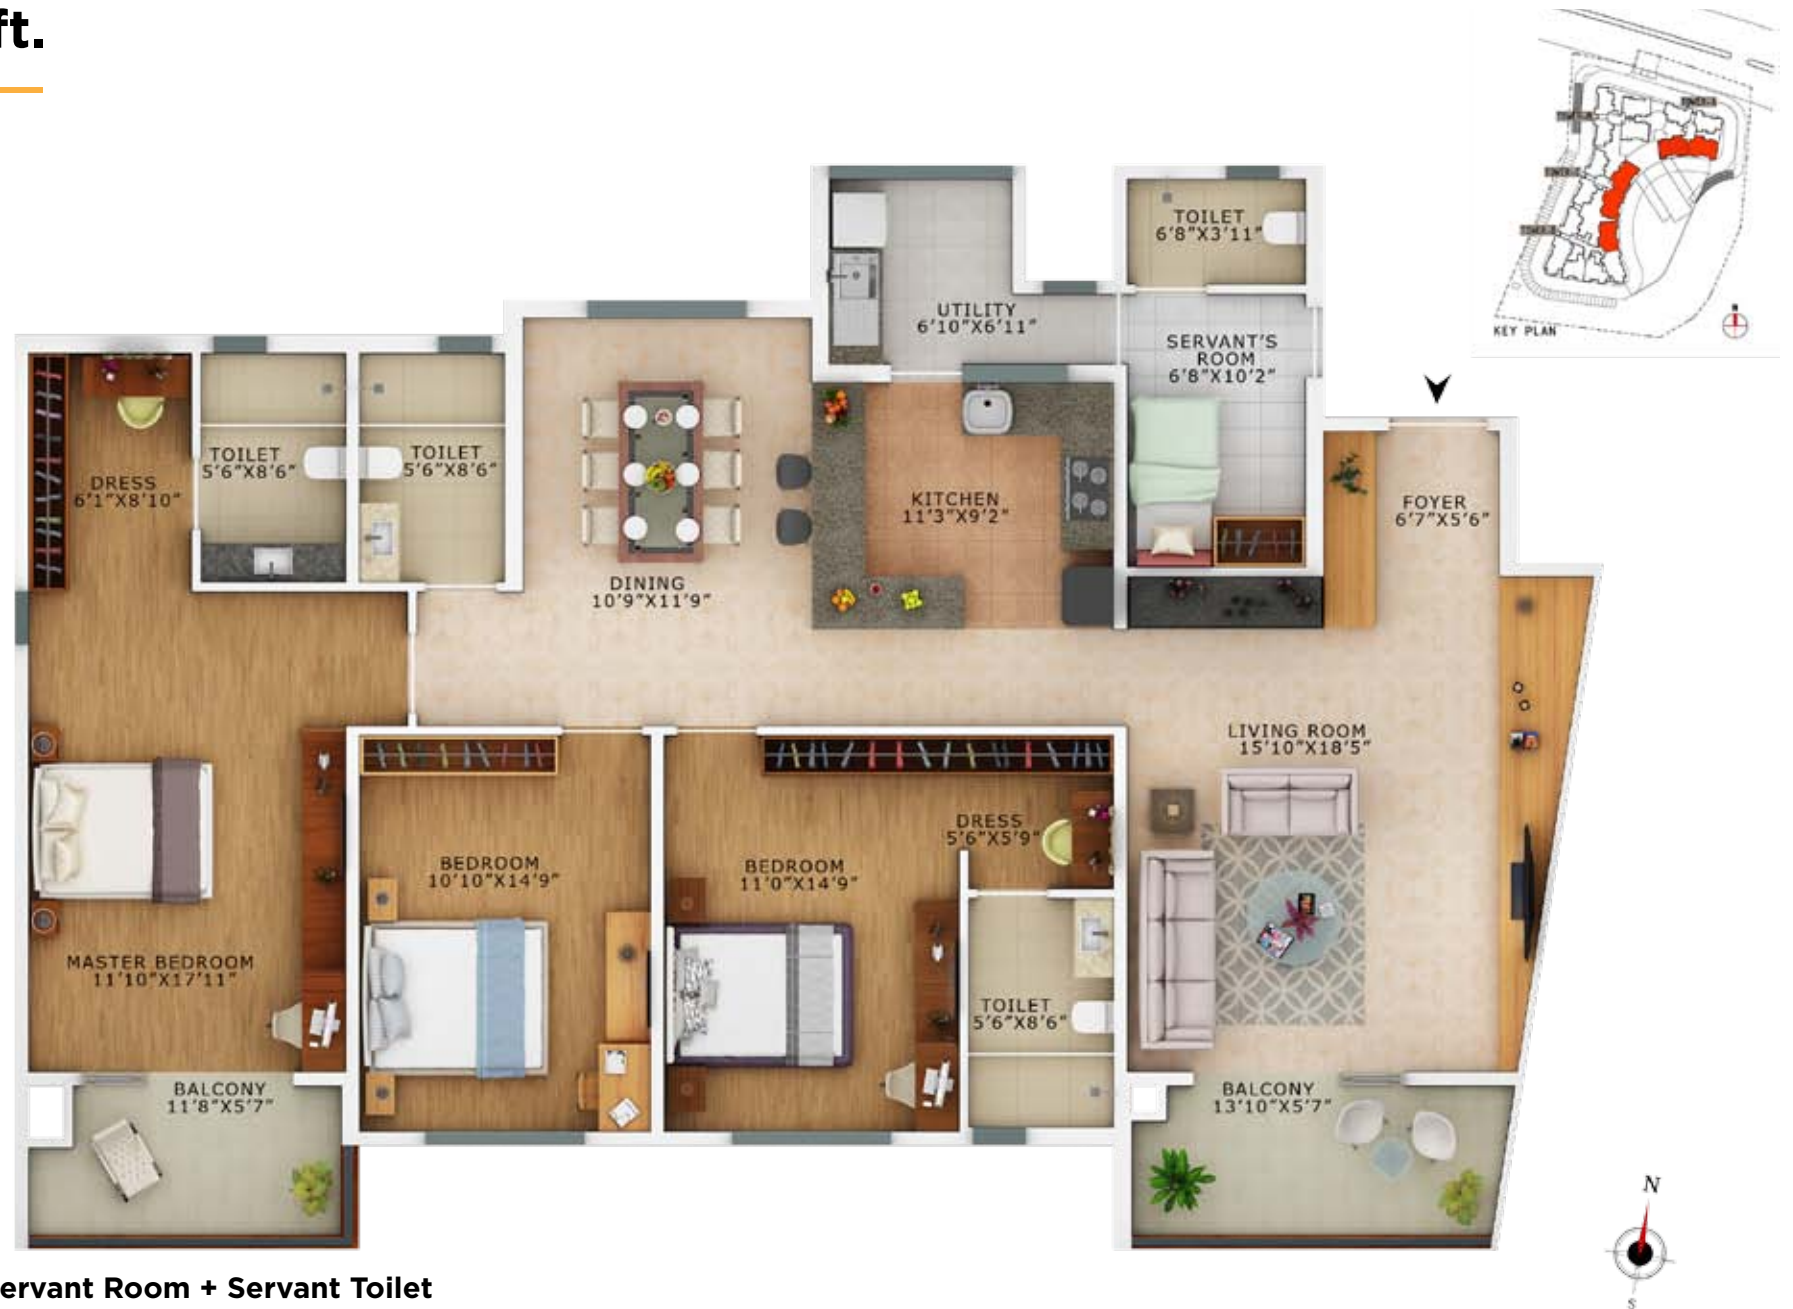 ft.
TOILET
6'8"X3'11"
UTILITY
6'10"X6'11"
SERVANT'S
ROOM
6'8"X10'2"
KEY PLAN
DRESS
6'1"X8'10"
TOILET
5'6"X8'6"
TOILET
5'6"X8'6"
KITCHEN
11'3"X9'2"
FOYER
6'7"X5'6"
DINING
10'9"X11'9"
LIVING ROOM
15'10"X18'5"
DRESS
5'6"X5'9"
BEDROOM
10'10"X14'9"
BEDROOM
11'0"X14'9"
MASTER BEDROOM
11'10"X17'11"
TOILET
5'6"X8'6"
BALCONY
11'8"X5'7"
BALCONY
13'10"X5'7"
N
S
ervant Room + Servant Toilet